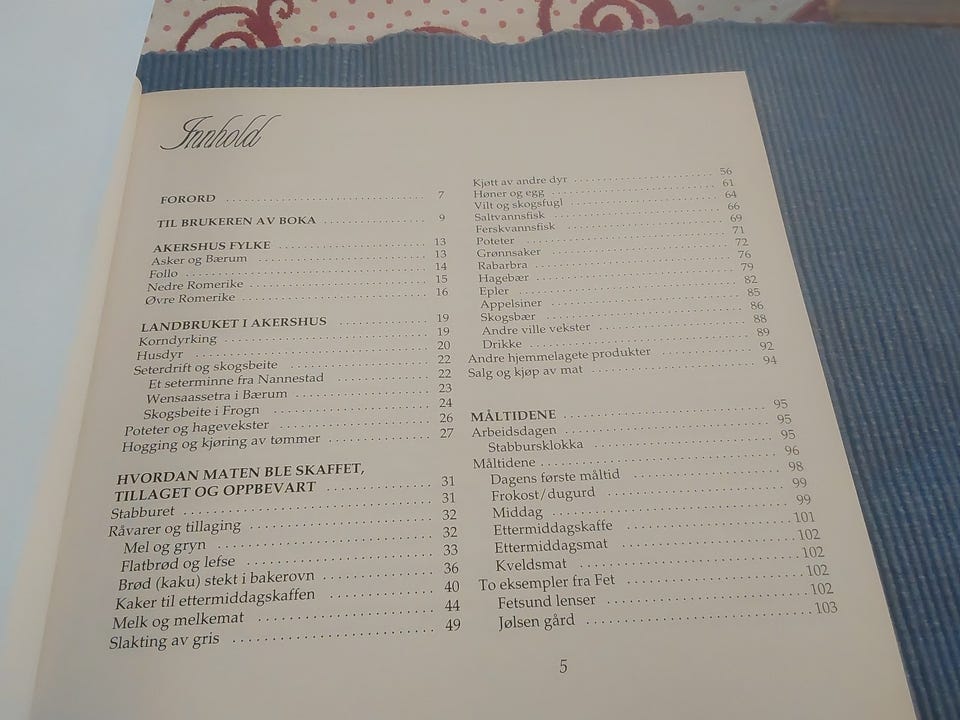 Innhold
FORORD 7
TIL BRUKEREN AV BOKA 9
AKERSHUS FYLKE 13
Asker og Bærum 13
Follo 14
Nedre Romerike 15
Øvre Romerike 16
LANDBRUKET I AKERSHUS 19
Korndyrking 19
Husdyr 20
Seterdrift og skogsbeite 22
Et seterminne fra Nannestad 22
Wensaassetra i Bærum 23
Skogsbeite i Frogn 24
Poteter og hagevekster 26
Hogging og kjøring av tømmer 27
HVORDAN MATEN BLE SKAFFET,
TILLAGET OG OPPBEVART 31
Stabburet 31
Råvarer og tillaging 32
Mel og gryn 32
Flatbrød og lefse 33
Brød (kaku) stekt i bakerovn 36
Kaker til ettermiddagskaffen 40
Melk og melkemat 44
Slakting av gris 49
Kjøtt av andre dyr 56
Høner og egg 61
Vilt og skogsfugl 64
Saltvannsfisk 66
Ferskvannsfisk 69
Poteter 71
Grønnsaker 72
Rabarbra 76
Hagebær 79
Epler 82
Appelsiner 85
Skogsbær 86
Andre ville vekster 88
Drikke 89
Andre hjemmelagete produkter 92
Salg og kjøp av mat 94
MÅLTIDENE 95
Arbeidsdagen 95
Stabbursklokka 95
Måltidene 96
Dagens første måltid 98
Frokost/dugurd 99
Middag 99
Ettermiddagskaffe 101
Ettermiddagsmat 102
Kveldsmat 102
To eksempler fra Fet 102
Fetsund lenser 102
Jølsen gård 103
5